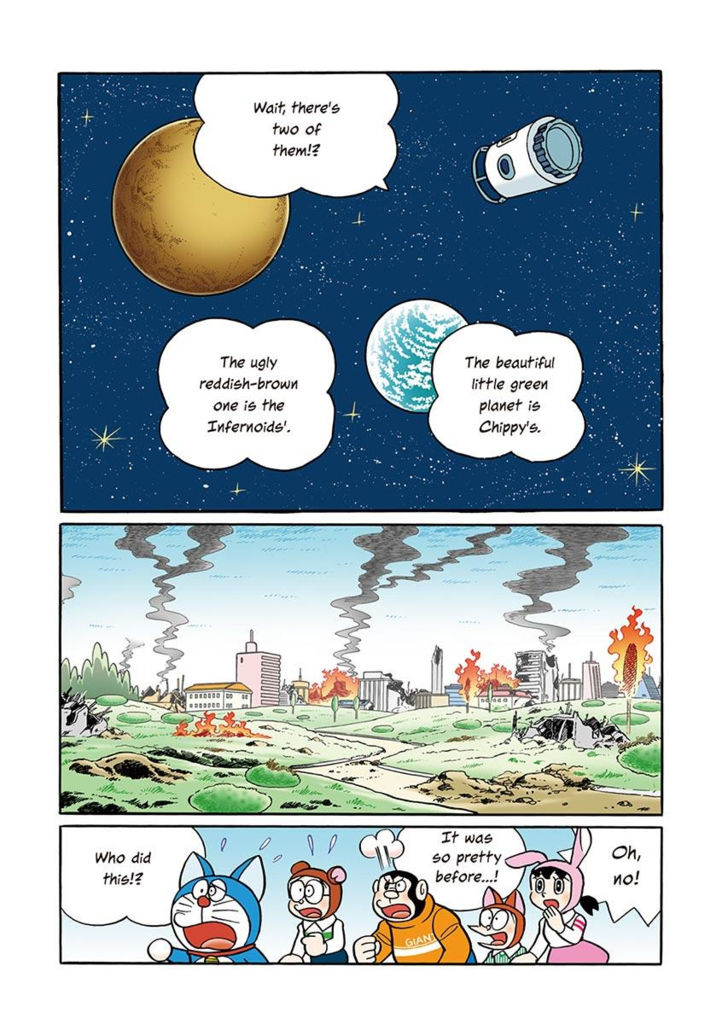 Wait, there's
two of
them!?
The ugly
reddish-brown
one is the
Infernoids'.
The beautiful
little green
planet is
Chippy's.
Who did
this!?
It was
so pretty
before...!
Oh,
no!
GIANT